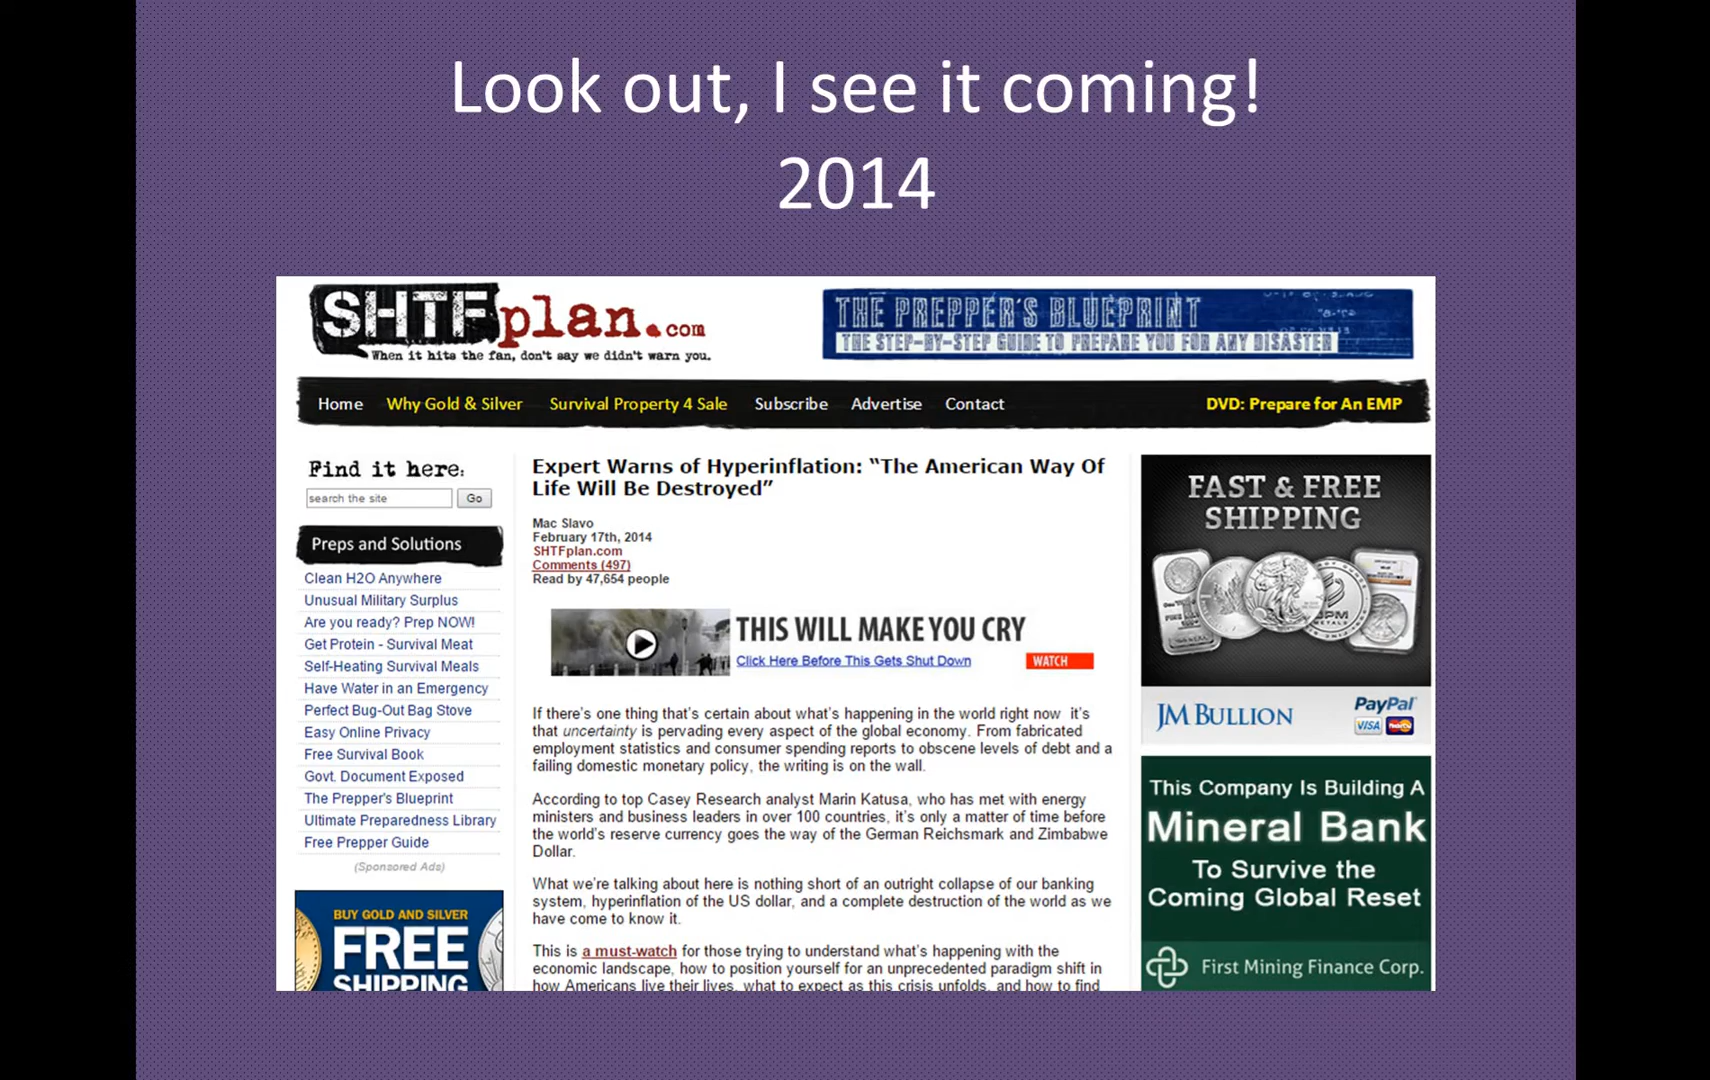 Look out, I see it coming!
2014
SHTFplan.com
When it hits the fan, don't say we didn't warn you.
THE PREPPER'S BLUEPRINT
THE STEP-BY-STEP GUIDE TO PREPARE YOU FOR ANY DISASTER
Home Why Gold & Silver Survival Property 4 Sale Subscribe Advertise Contact DVD: Prepare for An EMP
Find it here:
search the site Go
Preps and Solutions
Clean H2O Anywhere
Unusual Military Surplus
Are you ready? Prep NOW!
Get Protein - Survival Meat
Self-Heating Survival Meals
Have Water in an Emergency
Perfect Bug-Out Bag Stove
Easy Online Privacy
Free Survival Book
Govt. Document Exposed
The Prepper's Blueprint
Ultimate Preparedness Library
Free Prepper Guide
(Sponsored Ads)
BUY GOLD AND SILVER
FREE
SHIPPING
Expert Warns of Hyperinflation: “The American Way Of
Life Will Be Destroyed”
Mac Slavo
February 17th, 2014
SHTFplan.com
Comments (497)
Read by 47,654 people
THIS WILL MAKE YOU CRY
Click Here Before This Gets Shut Down WATCH
If there's one thing that's certain about what's happening in the world right now it's
that uncertainty is pervading every aspect of the global economy. From fabricated
employment statistics and consumer spending reports to obscene levels of debt and a
failing domestic monetary policy, the writing is on the wall.
According to top Casey Research analyst Marin Katusa, who has met with energy
ministers and business leaders in over 100 countries, it's only a matter of time before
the world's reserve currency goes the way of the German Reichsmark and Zimbabwe
Dollar.
What we're talking about here is nothing short of an outright collapse of our banking
system, hyperinflation of the US dollar, and a complete destruction of the world as we
have come to know it.
This is a must-watch for those trying to understand what's happening with the
economic landscape, how to position yourself for an unprecedented paradigm shift in
how Americans live their lives, what to expect as this crisis unfolds, and how to find
FAST & FREE
SHIPPING
JM BULLION
PayPal
VISA
This Company Is Building A
Mineral Bank
To Survive the
Coming Global Reset
First Mining Finance Corp.